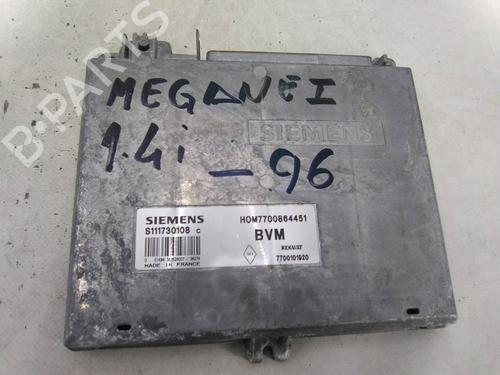 B-PARTS
MEGANE I
SIEMENS
1.4i - 96
SIEMENS
S111730108 C
HOM7700864451
BVM
RENAULT
7700101920
MADE IN FRANCE